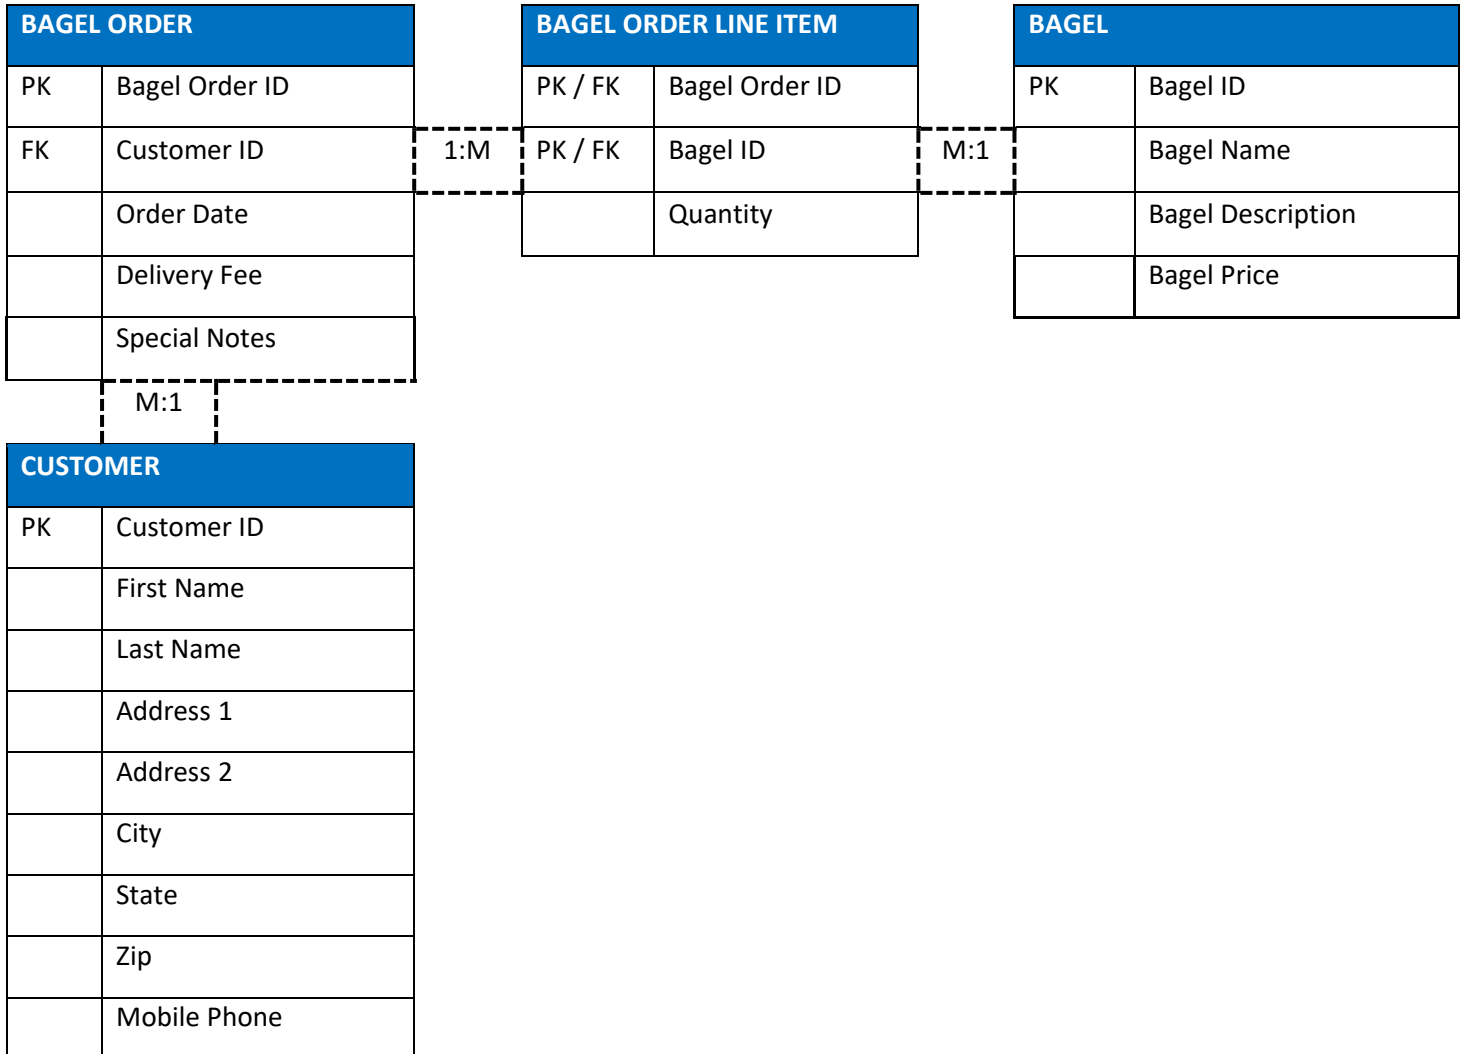 BAGEL ORDER
PK Bagel Order ID
FK Customer ID
Order Date
Delivery Fee
Special Notes
1:M
BAGEL ORDER LINE ITEM
PK / FK Bagel Order ID
PK / FK Bagel ID
Quantity
M:1
BAGEL
PK Bagel ID
Bagel Name
Bagel Description
Bagel Price
M:1
CUSTOMER
PK Customer ID
First Name
Last Name
Address 1
Address 2
City
State
Zip
Mobile Phone